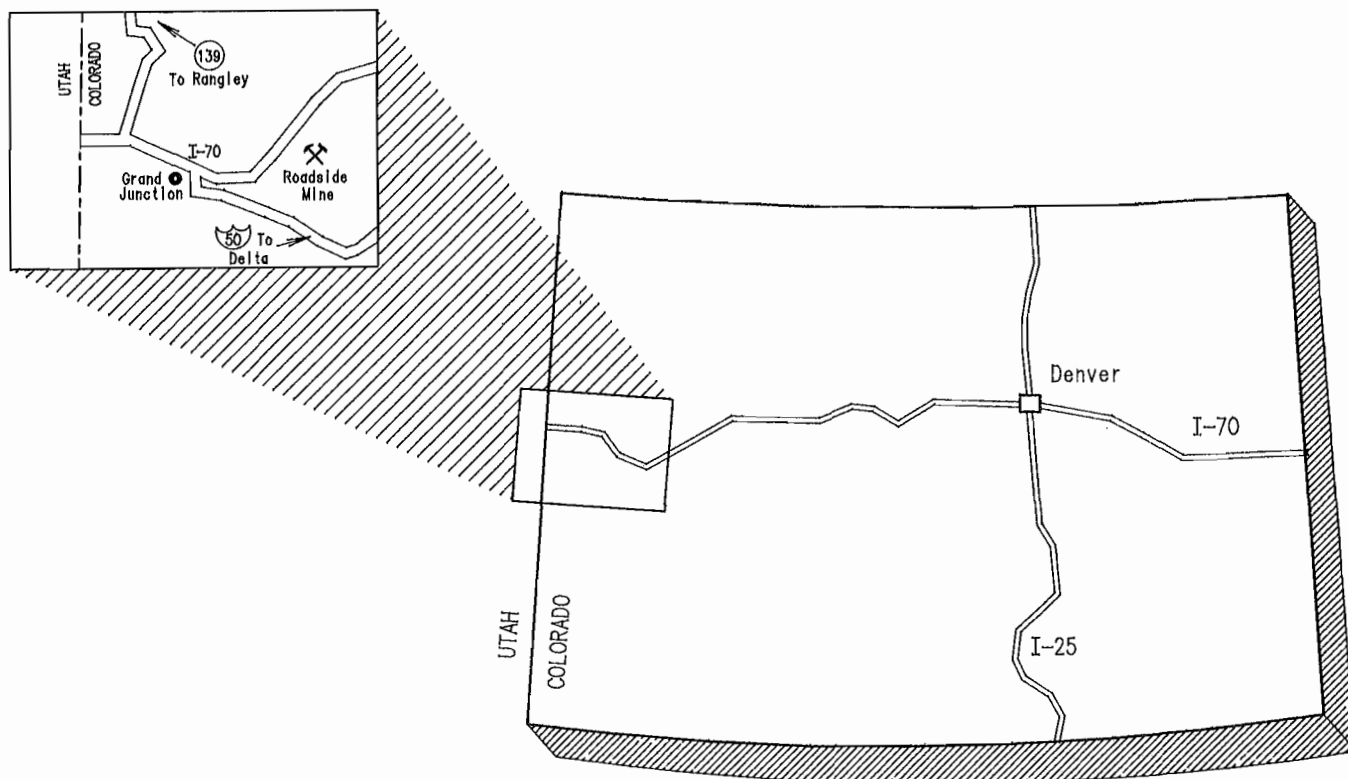 139
To Rangley
UTAH
COLORADO
I-70
Grand
Junction
Roadside
Mine
50 To
Delta
Denver
I-70
UTAH
COLORADO
I-25